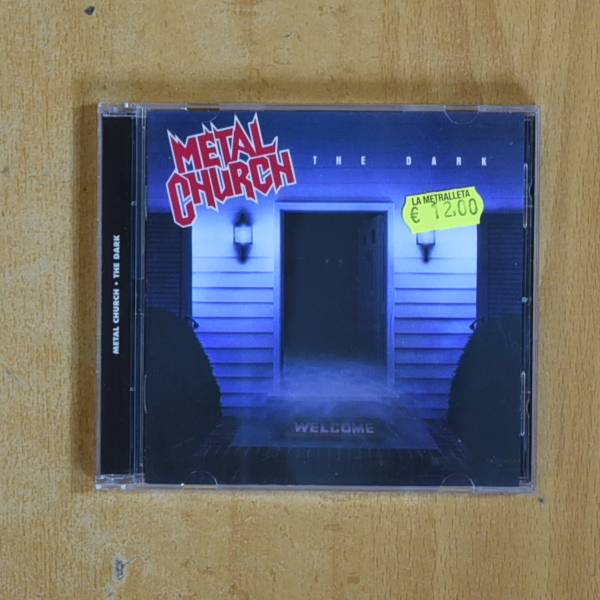 METAL
CHURCH
THE DARK
LA METRALLETA
€ 12.00
METAL CHURCH • THE DARK
WELCOME